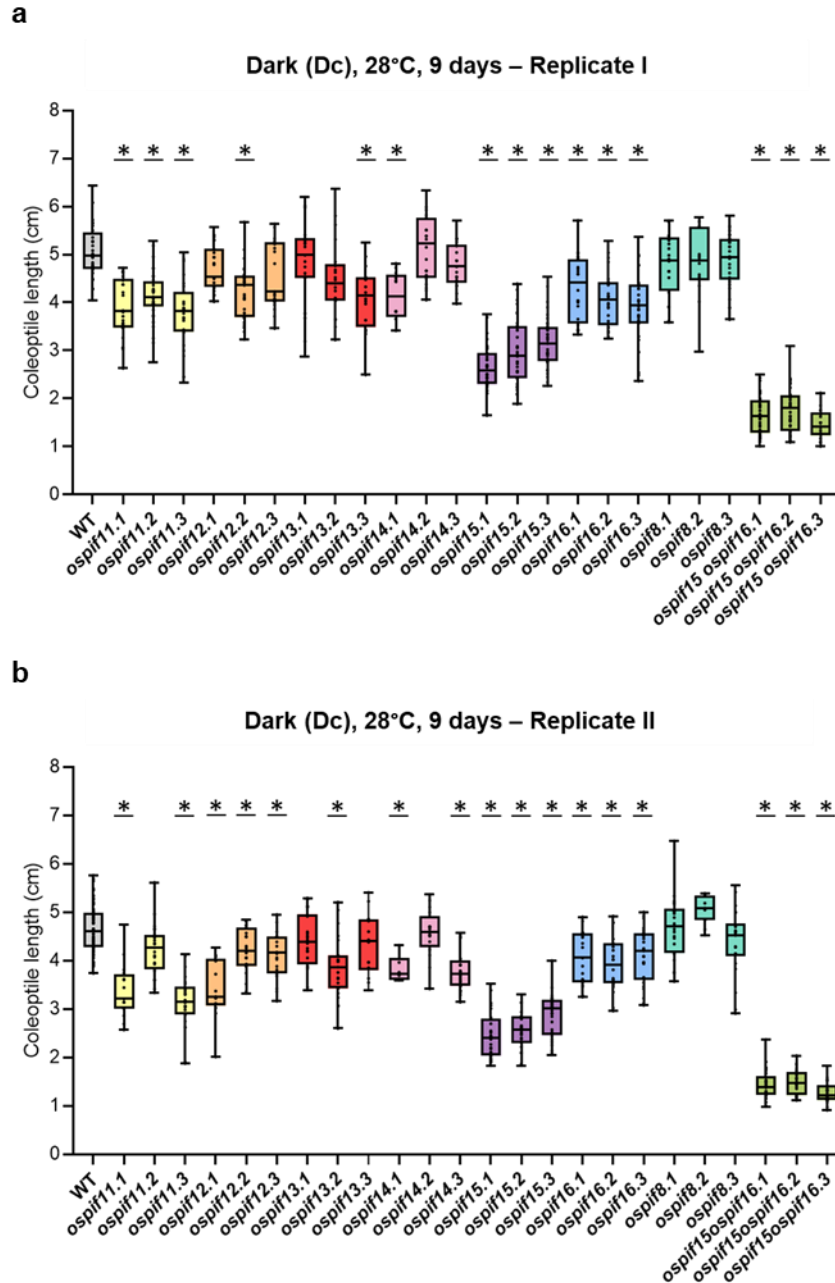 a
Dark (Dc), 28°C, 9 days – Replicate I
Coleoptile length (cm)
8
7
6
5
4
3
2
1
0
* * * * * * * * * * * * * * *
WT
ospif11.1
ospif11.2
ospif11.3
ospif12.1
ospif12.2
ospif12.3
ospif13.1
ospif13.2
ospif13.3
ospif14.1
ospif14.2
ospif14.3
ospif15.1
ospif15.2
ospif15.3
ospif16.1
ospif16.2
ospif16.3
ospif8.1
ospif8.2
ospif8.3
ospif15 ospif16.1
ospif15 ospif16.2
ospif15 ospif16.3
b
Dark (Dc), 28°C, 9 days – Replicate II
Coleoptile length (cm)
8
7
6
5
4
3
2
1
0
* * * * * * * * * * * * * * * * *
WT
ospif11.1
ospif11.2
ospif11.3
ospif12.1
ospif12.2
ospif12.3
ospif13.1
ospif13.2
ospif13.3
ospif14.1
ospif14.2
ospif14.3
ospif15.1
ospif15.2
ospif15.3
ospif16.1
ospif16.2
ospif16.3
ospif8.1
ospif8.2
ospif8.3
ospif15ospif16.1
ospif15ospif16.2
ospif15ospif16.3